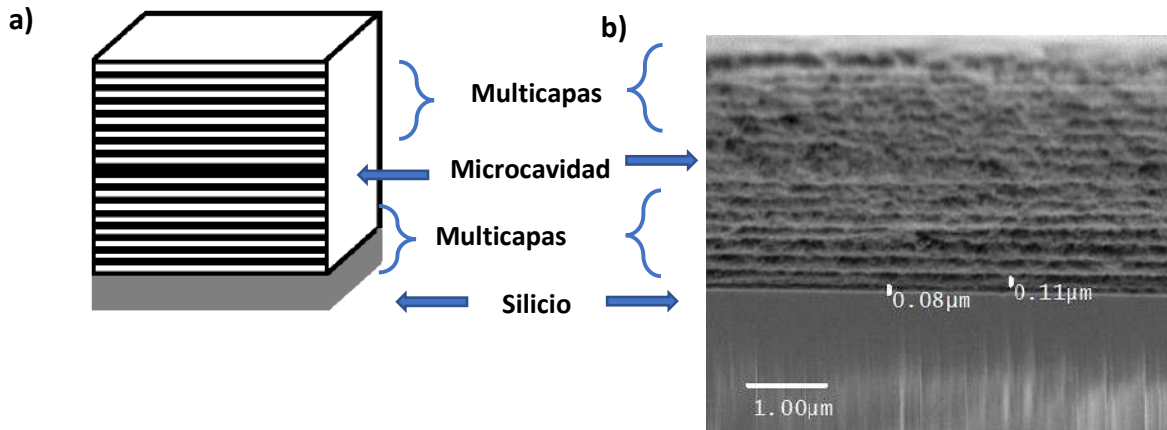 a)
b)
Multicapas
Microcavidad
Multicapas
Silicio
0.08µm
0.11µm
1.00µm